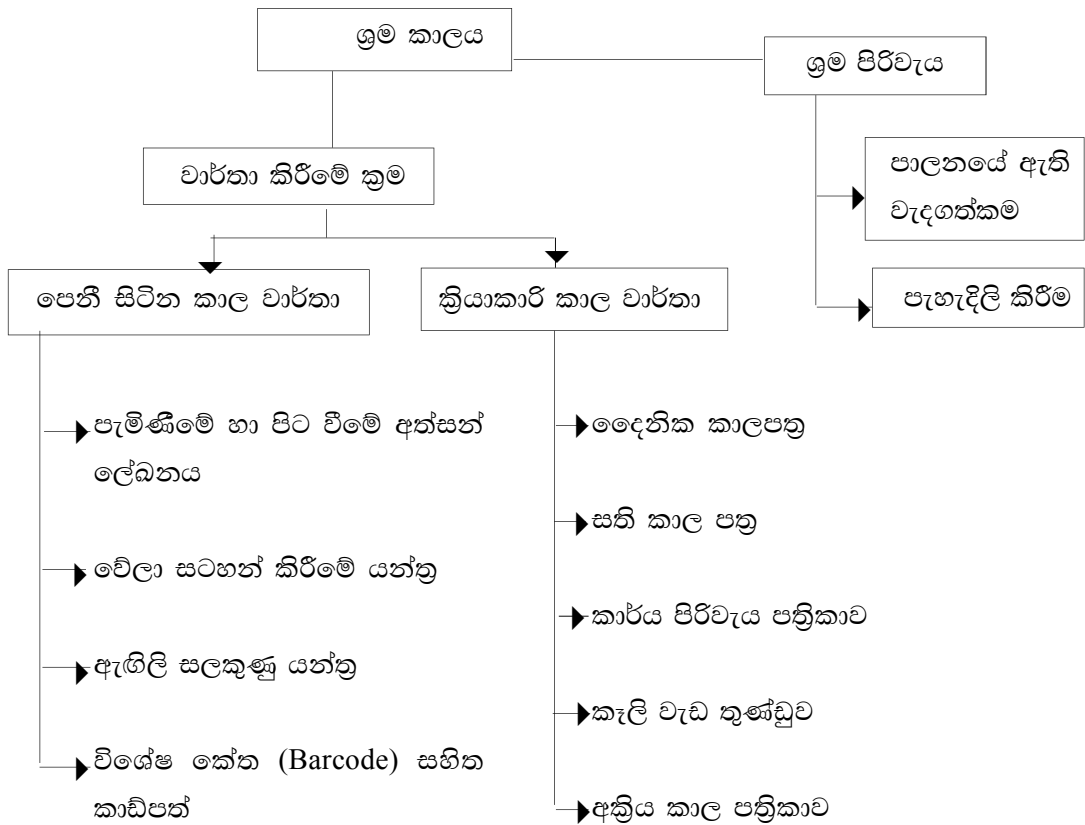 ශ්‍රම කාලය
ශ්‍රම පිරිවැය
වාර්තා කිරීමේ ක්‍රම
පාලනයේ ඇති
වැදගත්කම
පෙනී සිටින කාල වාර්තා
ක්‍රියාකාරි කාල වාර්තා
පැහැදිලි කිරීම
පැමිණීමේ හා පිට වීමේ අත්සන්
ලේඛනය
වේලා සටහන් කිරීමේ යන්ත්‍ර
ඇඟිලි සලකුණු යන්ත්‍ර
විශේෂ කේත (Barcode) සහිත
කාඩ්පත්
දෛනික කාලපත්‍ර
සති කාල පත්‍ර
කාර්ය පිරිවැය පත්‍රිකාව
කෑලි වැඩ තුණ්ඩුව
අක්‍රිය කාල පත්‍රිකාව